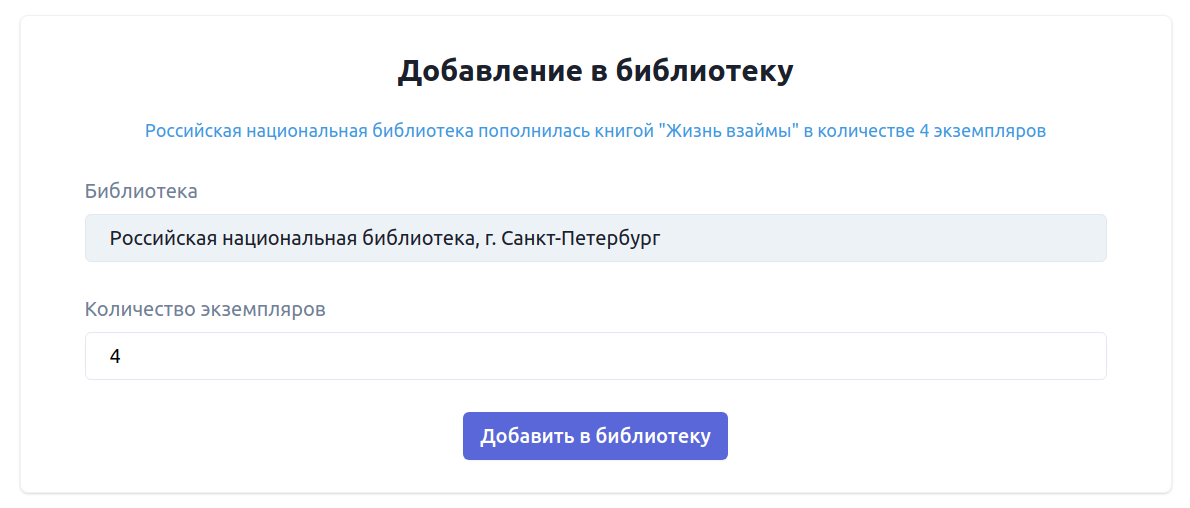 Добавление в библиотеку
Российская национальная библиотека пополнилась книгой "Жизнь взаймы" в количестве 4 экземпляров
Библиотека
Российская национальная библиотека, г. Санкт-Петербург
Количество экземпляров
4
Добавить в библиотеку